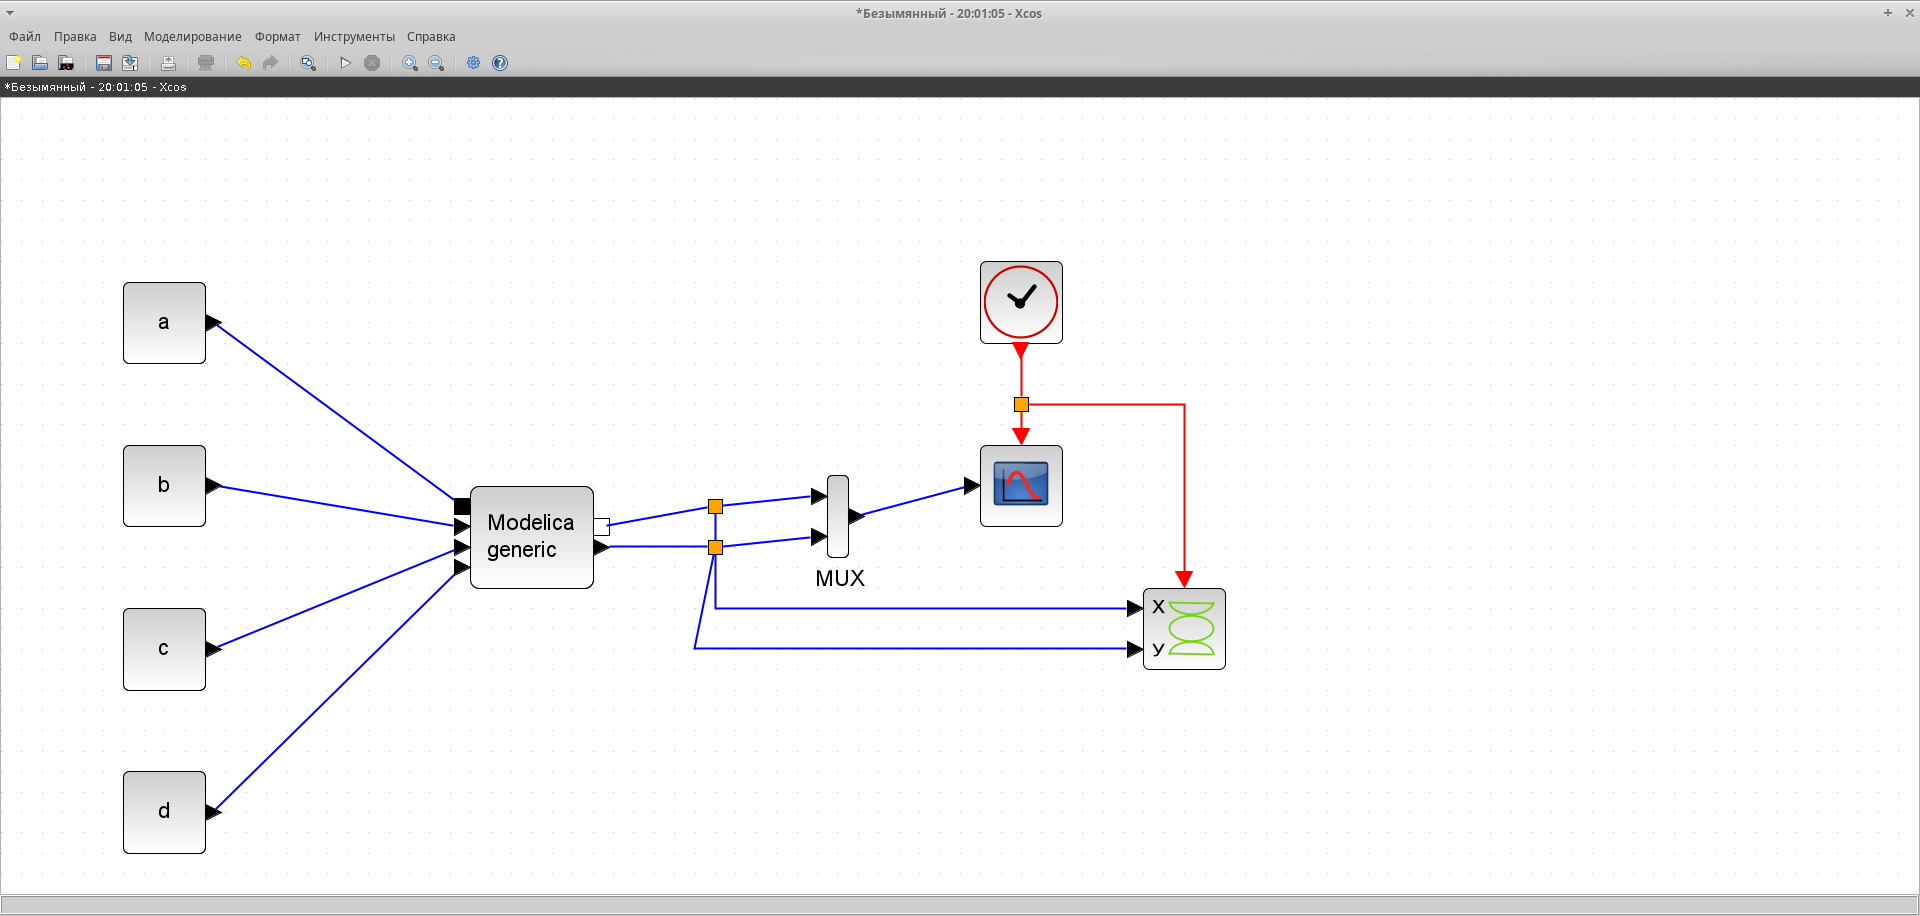 *Безымянный - 20:01:05 - Xcos
Файл Правка Вид Моделирование Формат Инструменты Справка
*Безымянный - 20:01:05 - Xcos
a
b
Modelica
generic
MUX
X
y
c
d